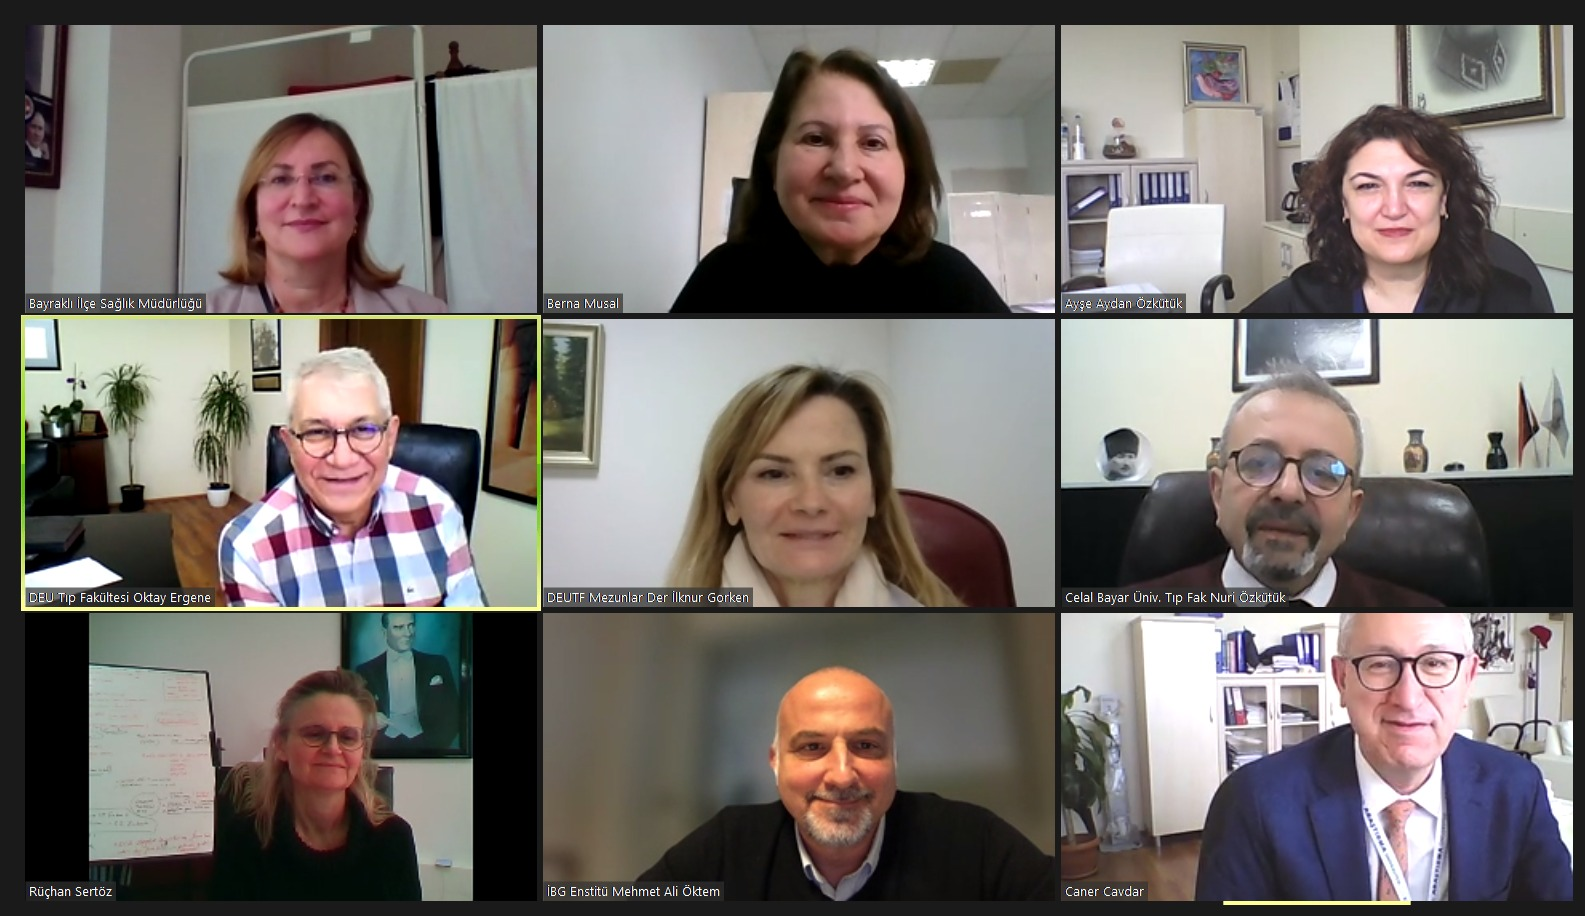 Bayraklı İlçe Sağlık Müdürlüğü
Berna Musal
Ayşe Aydan Özkütük
DEU Tıp Fakültesi Oktay Ergene
DEUTF Mezunlar Der İlknur Gorken
Celal Bayar Üniv. Tıp Fak Nuri Özkütük
Rüçhan Sertöz
İBG Enstitü Mehmet Ali Öktem
Caner Cavdar